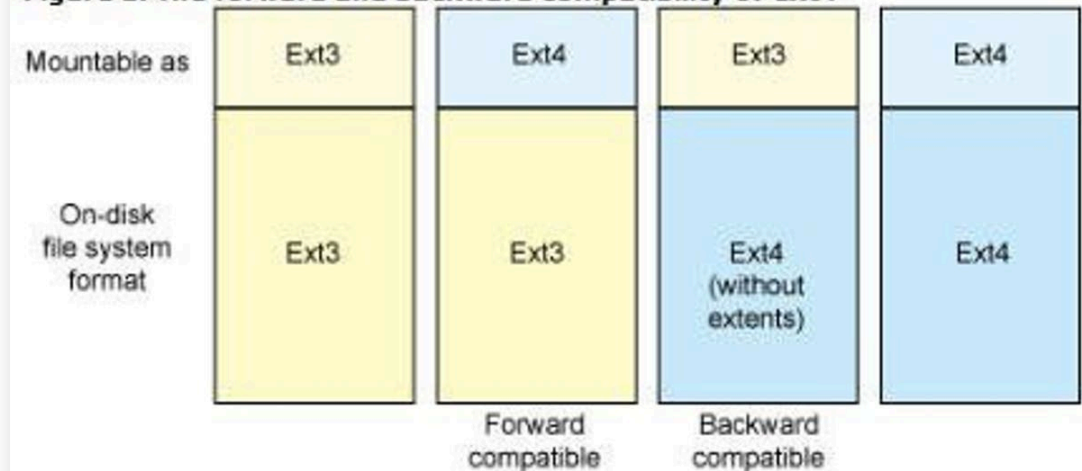 Mountable as
Ext3
Ext4
Ext3
Ext4
On-disk
file system
format
Ext3
Ext3
Ext4
(without
extents)
Ext4
Forward
compatible
Backward
compatible